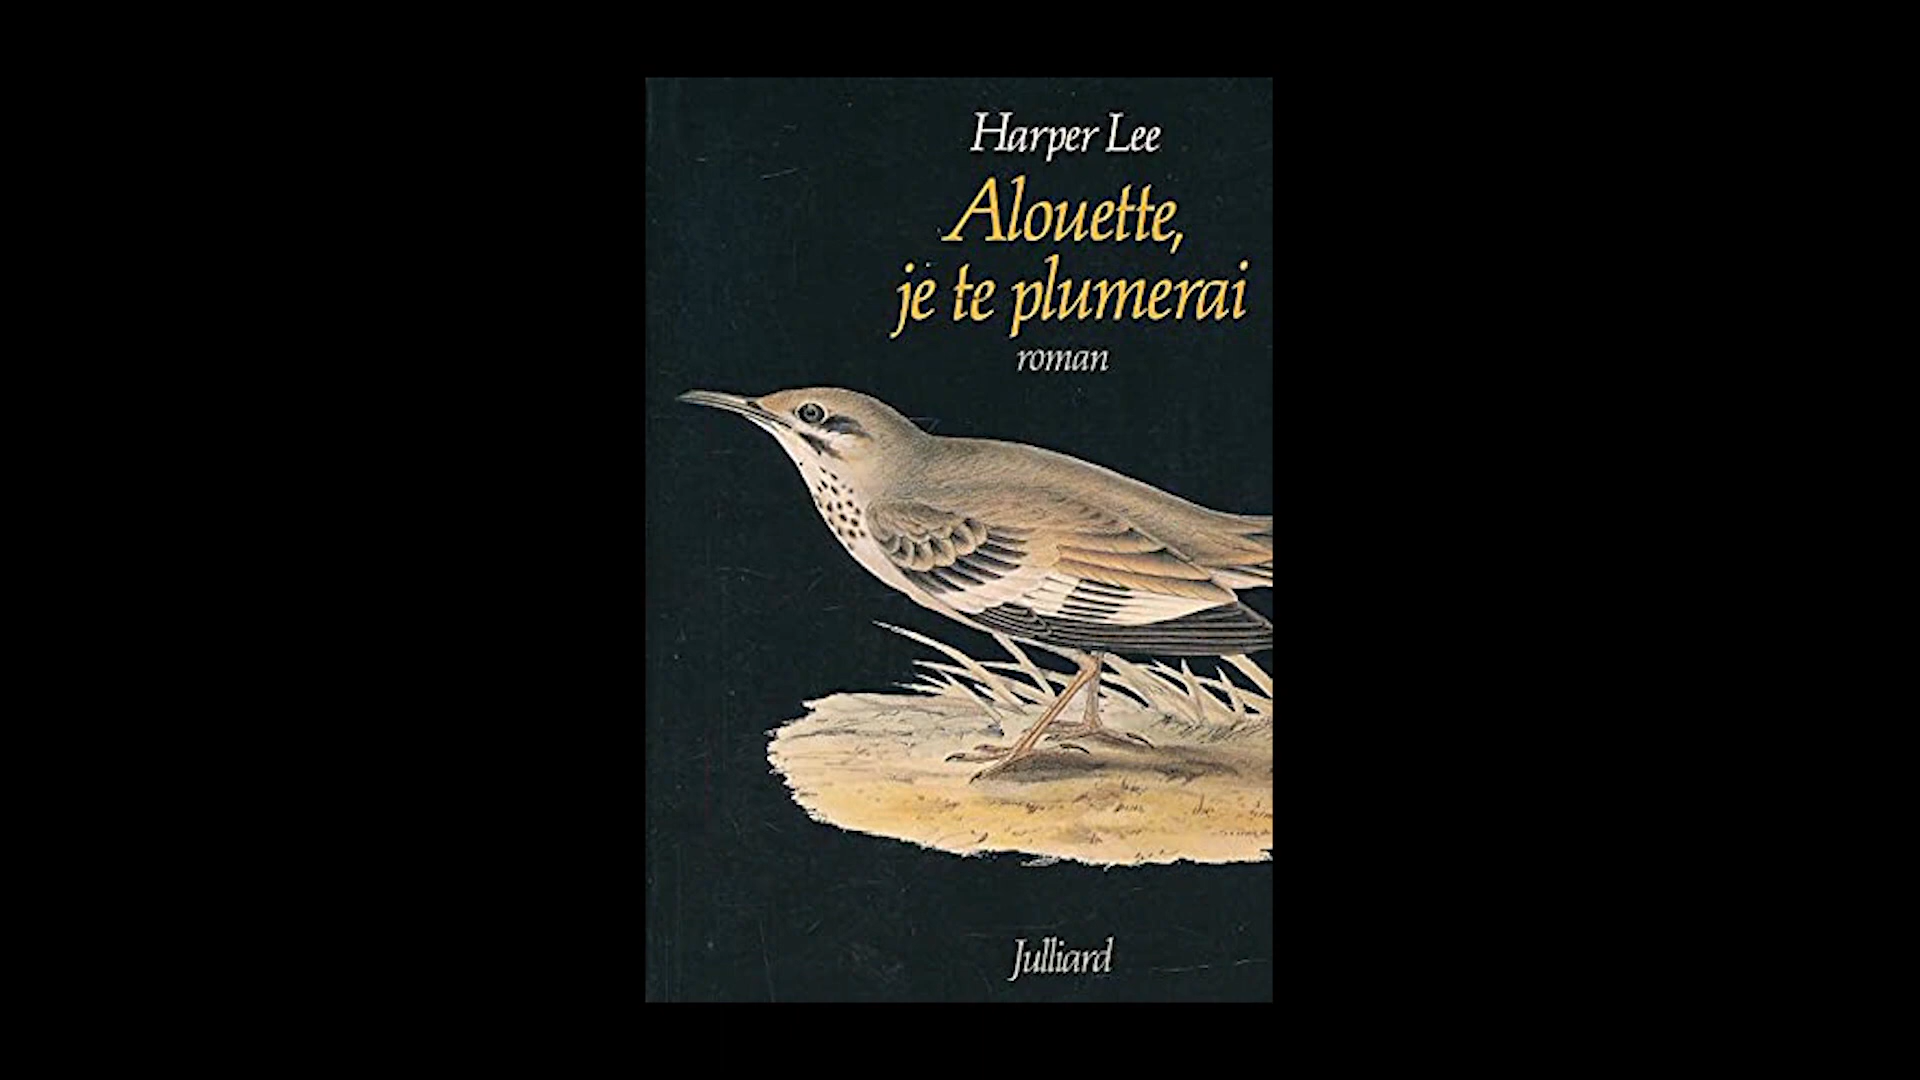 Harper Lee
Alouette,
je te plumerai
roman
Julliard